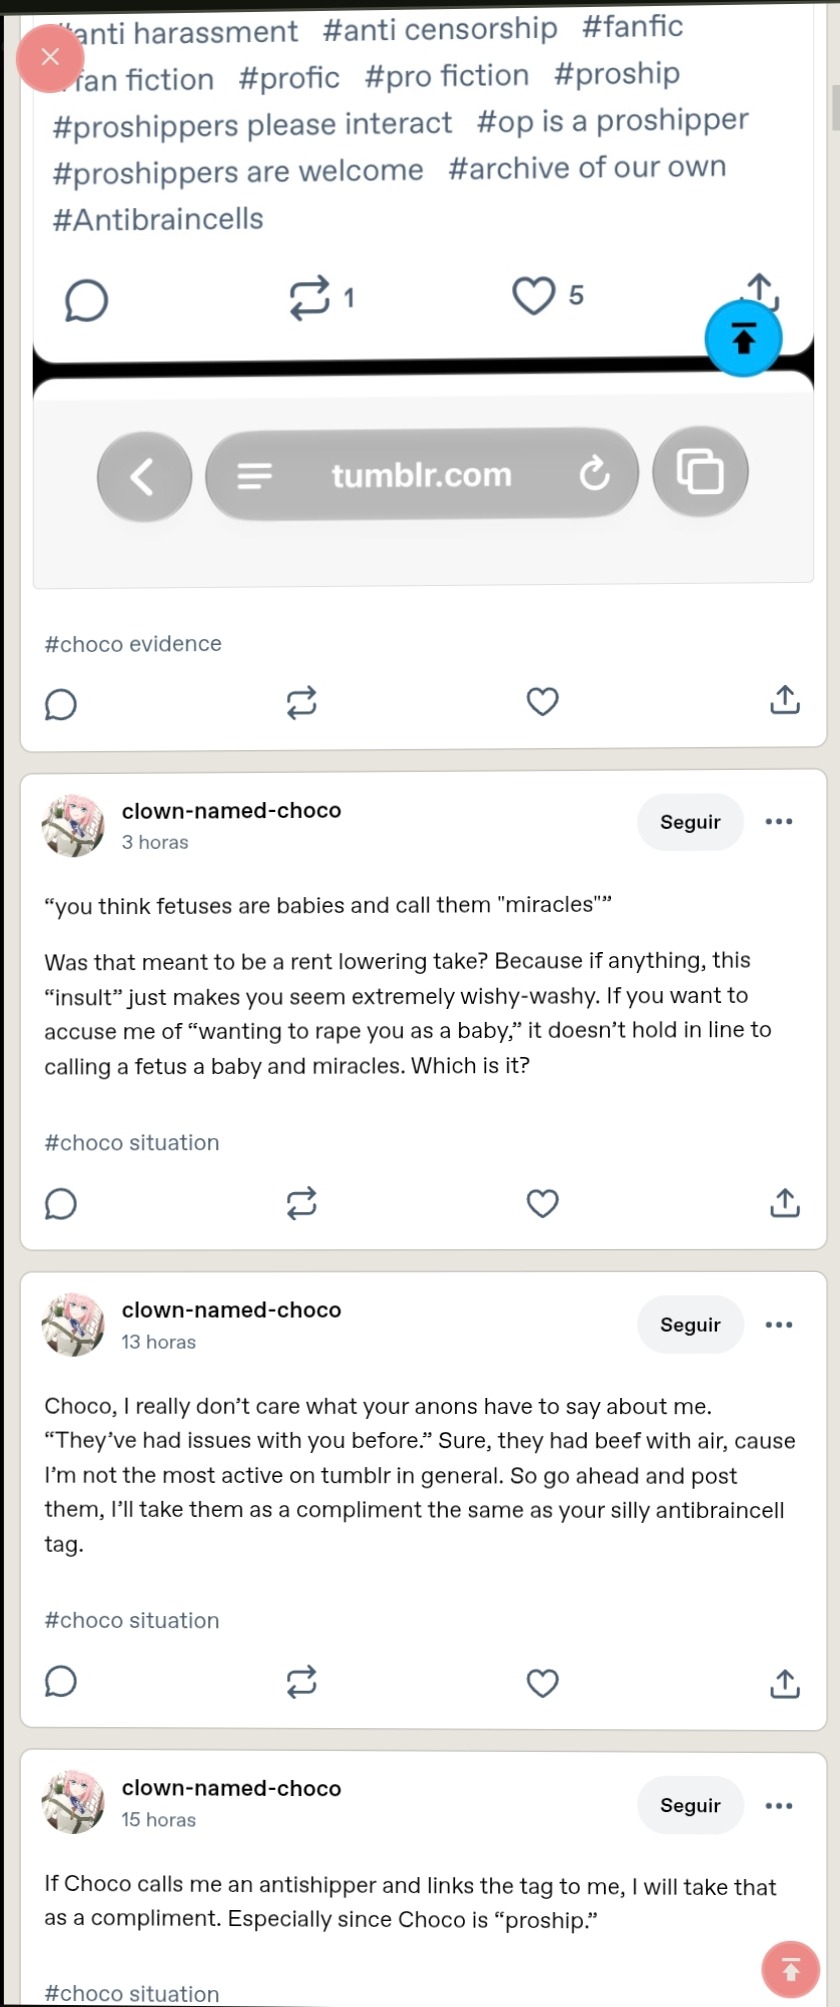 #anti harassment #anti censorship #fanfic
fan fiction #profic #pro fiction #proship
#proshippers please interact #op is a proshipper
#proshippers are welcome #archive of our own
#Antibraincells
1 5
tumblr.com
#choco evidence
clown-named-choco
3 horas
Seguir
“you think fetuses are babies and call them "miracles"”
Was that meant to be a rent lowering take? Because if anything, this
“insult” just makes you seem extremely wishy-washy. If you want to
accuse me of “wanting to rape you as a baby,” it doesn’t hold in line to
calling a fetus a baby and miracles. Which is it?
#choco situation
clown-named-choco
13 horas
Seguir
Choco, I really don’t care what your anons have to say about me.
“They’ve had issues with you before.” Sure, they had beef with air, cause
I’m not the most active on tumblr in general. So go ahead and post
them, I’ll take them as a compliment the same as your silly antibraincell
tag.
#choco situation
clown-named-choco
15 horas
Seguir
If Choco calls me an antishipper and links the tag to me, I will take that
as a compliment. Especially since Choco is “proship.”
#choco situation